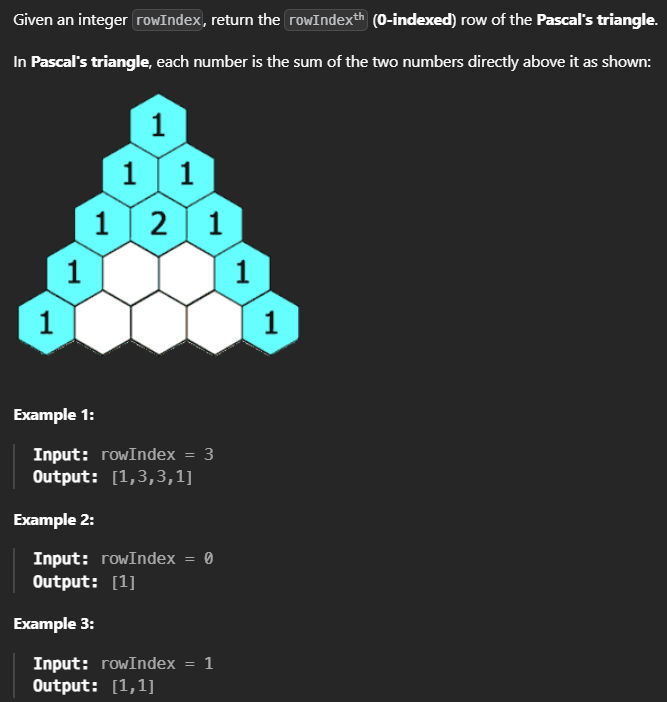 Given an integer rowIndex, return the rowIndexth (0-indexed) row of the Pascal's triangle.
In Pascal's triangle, each number is the sum of the two numbers directly above it as shown:
1
1 1
1 2 1
1 1
1 1
Example 1:
Input: rowIndex = 3
Output: [1,3,3,1]
Example 2:
Input: rowIndex = 0
Output: [1]
Example 3:
Input: rowIndex = 1
Output: [1,1]